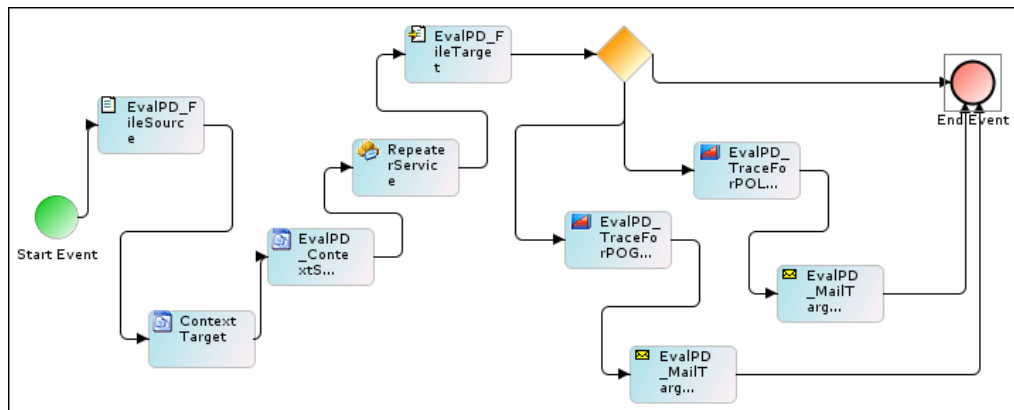 EvalPD_F
ileTarge
t
EvalPD_F
ileSourc
e
End Event
Repeate
rServic
e
EvalPD_
TraceFo
rPOL...
Start Event
EvalPD
_Conte
xtS...
EvalPD_
TraceFo
rPOG...
Context
Target
EvalPD
_MailT
arg...
EvalPD
_MailT
arg...